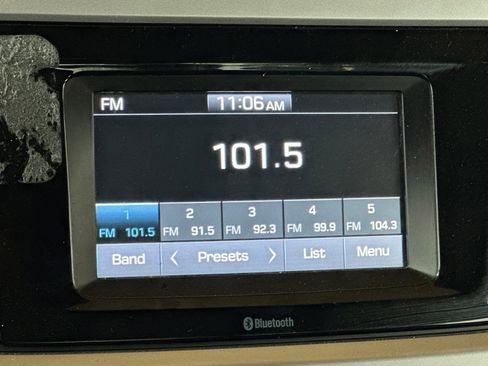 FM 11:06 AM
101.5
1 2 3 4 5
FM 101.5 FM 91.5 FM 92.3 FM 99.9 FM 104.3
Band < Presets > List Menu
Bluetooth